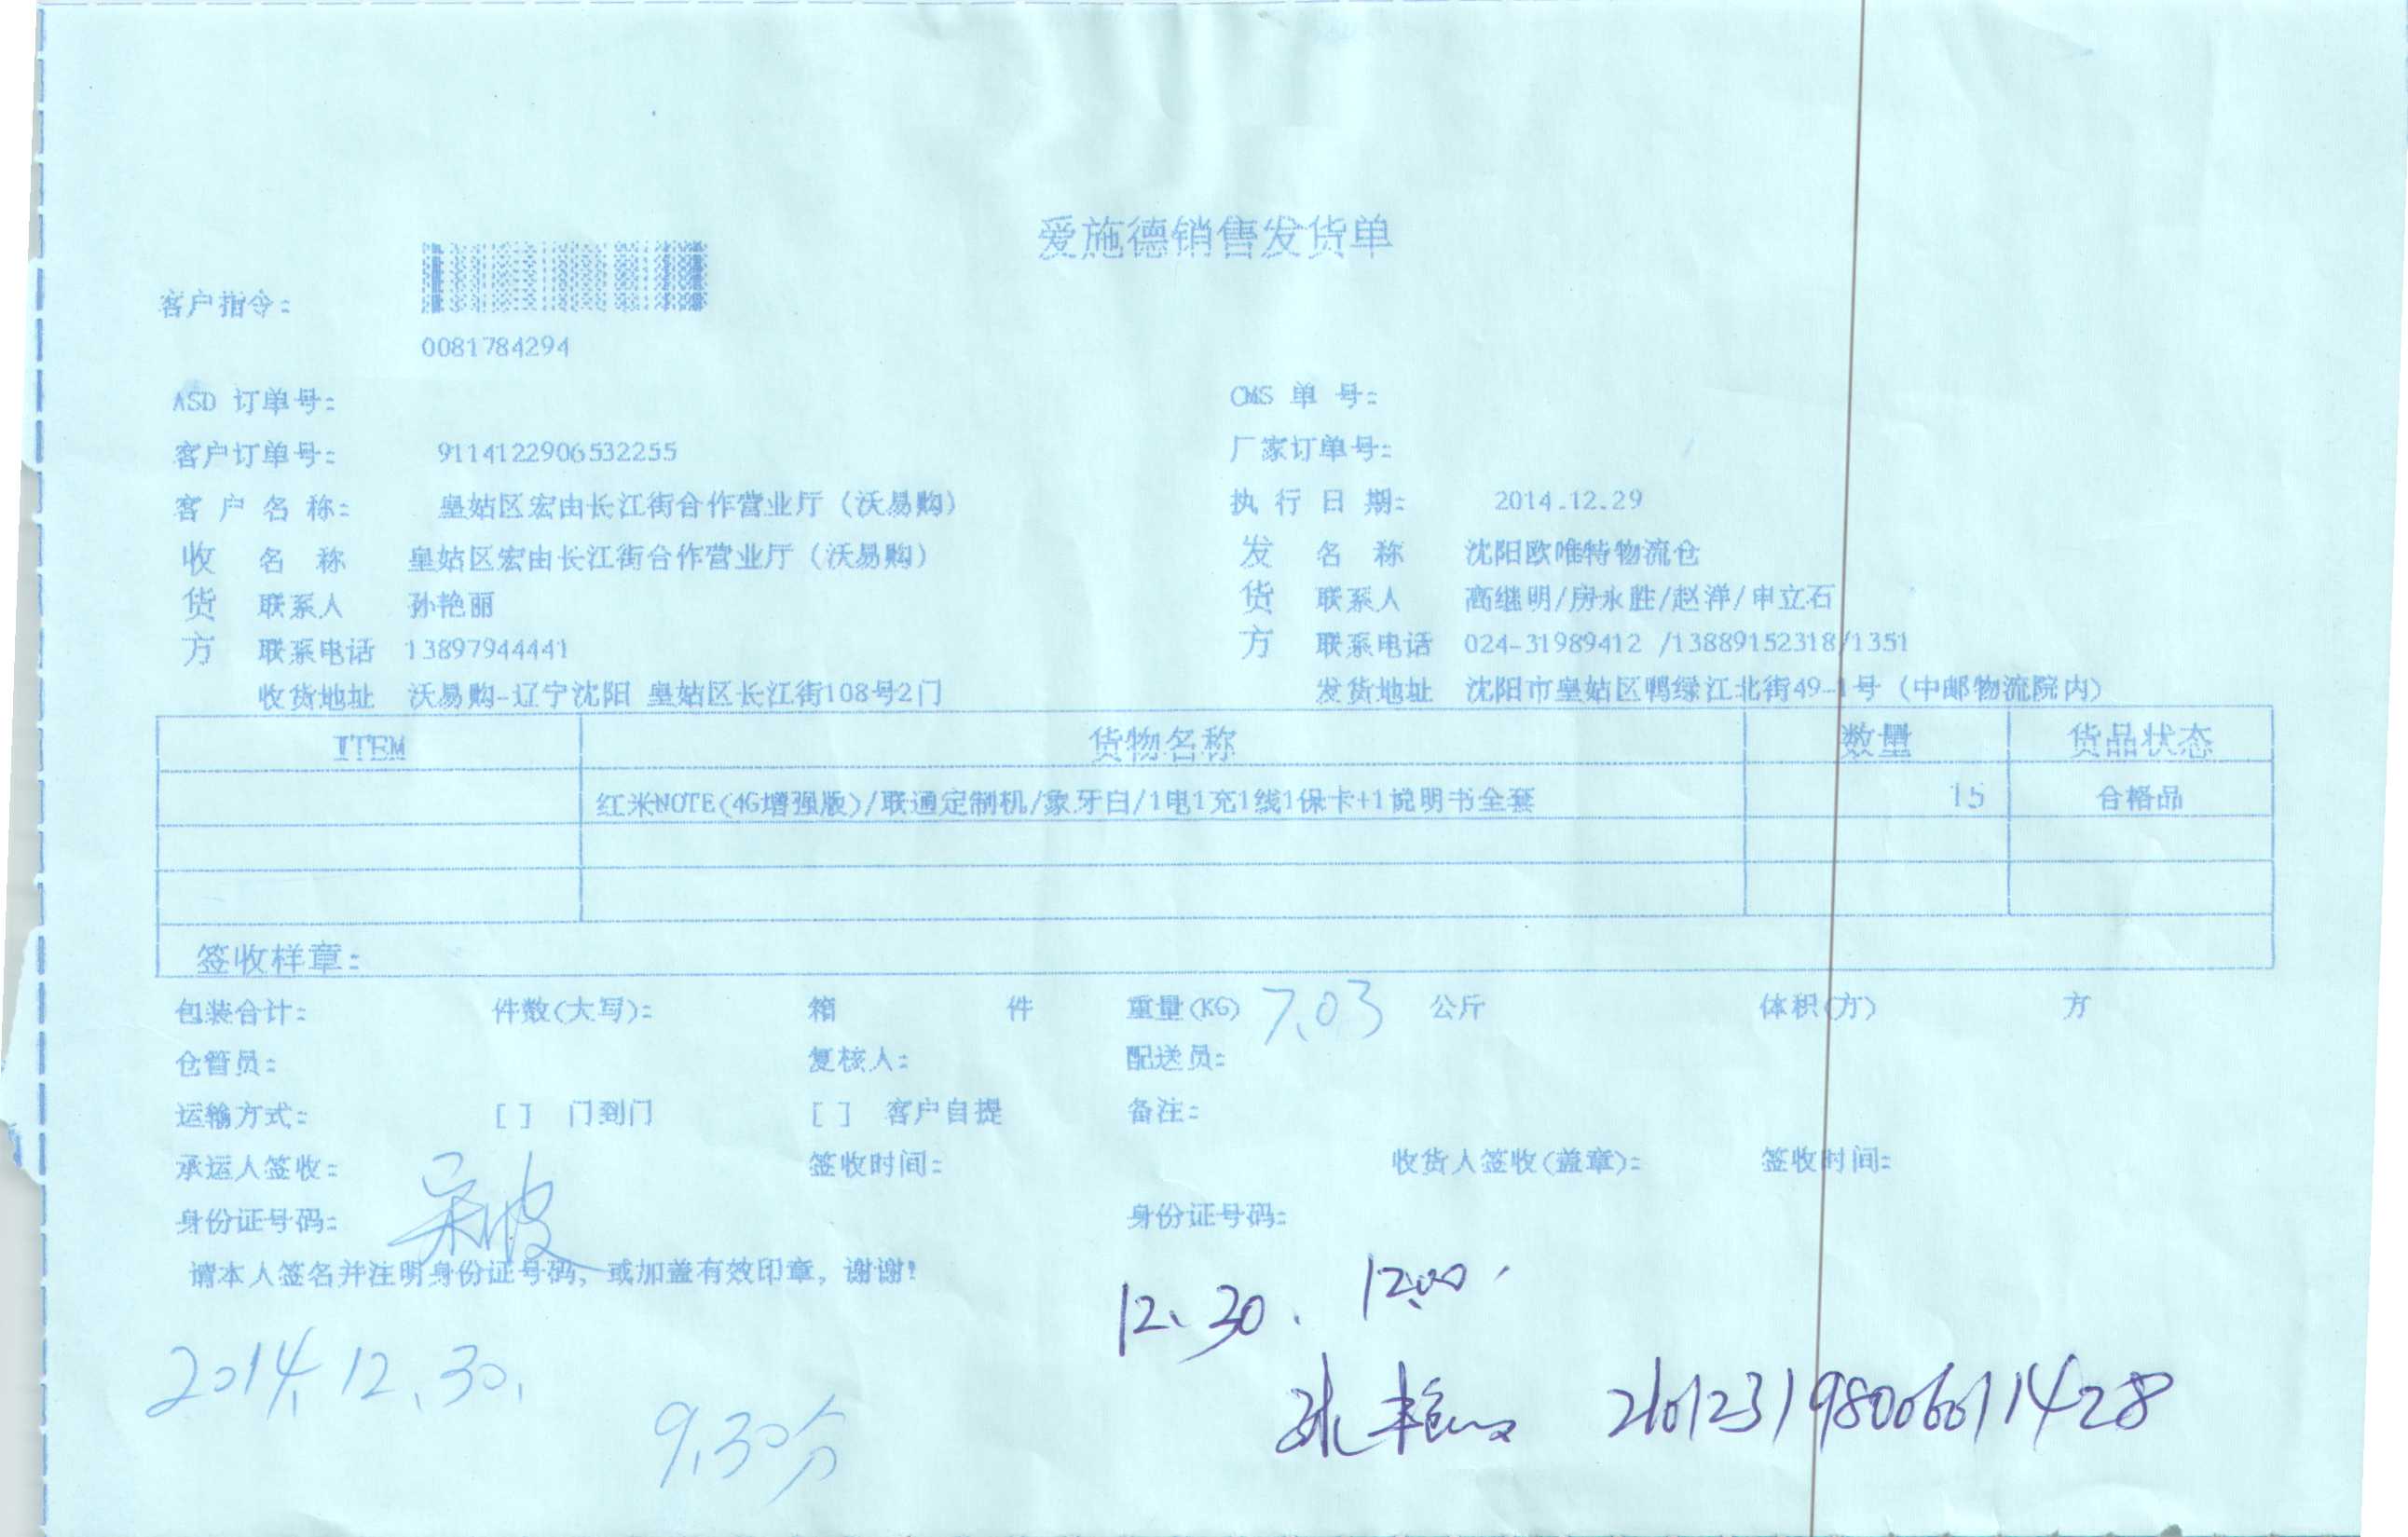 爱施德销售发货单
客户指令:
0081784294
ASD 订单号: CMS 单 号:
客户订单号: 9114122906532255 厂家订单号:
客 户 名 称: 皇姑区宏由长江街合作营业厅（沃易购） 执 行 日 期: 2014.12.29
收 名 称 皇姑区宏由长江街合作营业厅（沃易购） 发 名 称 沈阳欧唯特物流仓
货 联系人 孙艳丽 货 联系人 高继明/房永胜/赵洋/申立石
方 联系电话 13897944441 方 联系电话 024-31989412 /13889152318/1351
收货地址 沃易购-辽宁沈阳 皇姑区长江街108号2门 发货地址 沈阳市皇姑区鸭绿江北街49-1号（中邮物流院内）
ITEM 货物名称 数量 货品状态
红米NOTE(4G增强版)/联通定制机/象牙白/1电1充1线1保卡+1说明书全套 15 合格品
签收样章:
包装合计: 件数(大写): 箱 件 重量(KG) 7.03 公斤 体积(方) 方
仓管员: 复核人: 配送员:
运输方式: [ ] 门到门 [ ] 客户自提 备注:
承运人签收: 签收时间: 收货人签收(盖章): 签收时间:
身份证号码: 身份证号码:
请本人签名并注明身份证号码，或加盖有效印章，谢谢！
12.30. 12:00.
2014.12.30.
9.30分
210123198006011428